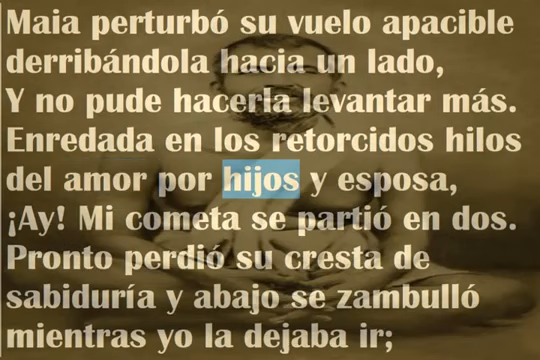 Maia perturbó su vuelo apacible
derribándola hacia un lado,
Y no pude hacerla levantar más.
Enredada en los retorcidos hilos
del amor por hijos y esposa,
¡Ay! Mi cometa se partió en dos.
Pronto perdió su cresta de
sabiduría y abajo se zambulló
mientras yo la dejaba ir;